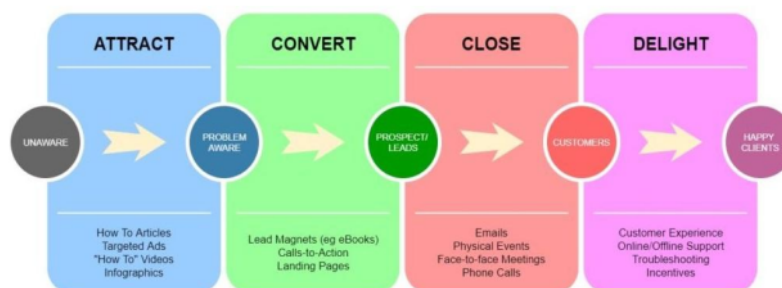 ATTRACT
CONVERT
CLOSE
DELIGHT
UNAWARE
PROBLEM
AWARE
PROSPECT/
LEADS
CUSTOMERS
HAPPY
CLIENTS
How To Articles
Targeted Ads
"How To" Videos
Infographics
Lead Magnets (eg eBooks)
Calls-to-Action
Landing Pages
Emails
Physical Events
Face-to-face Meetings
Phone Calls
Customer Experience
Online/Offline Support
Troubleshooting
Incentives